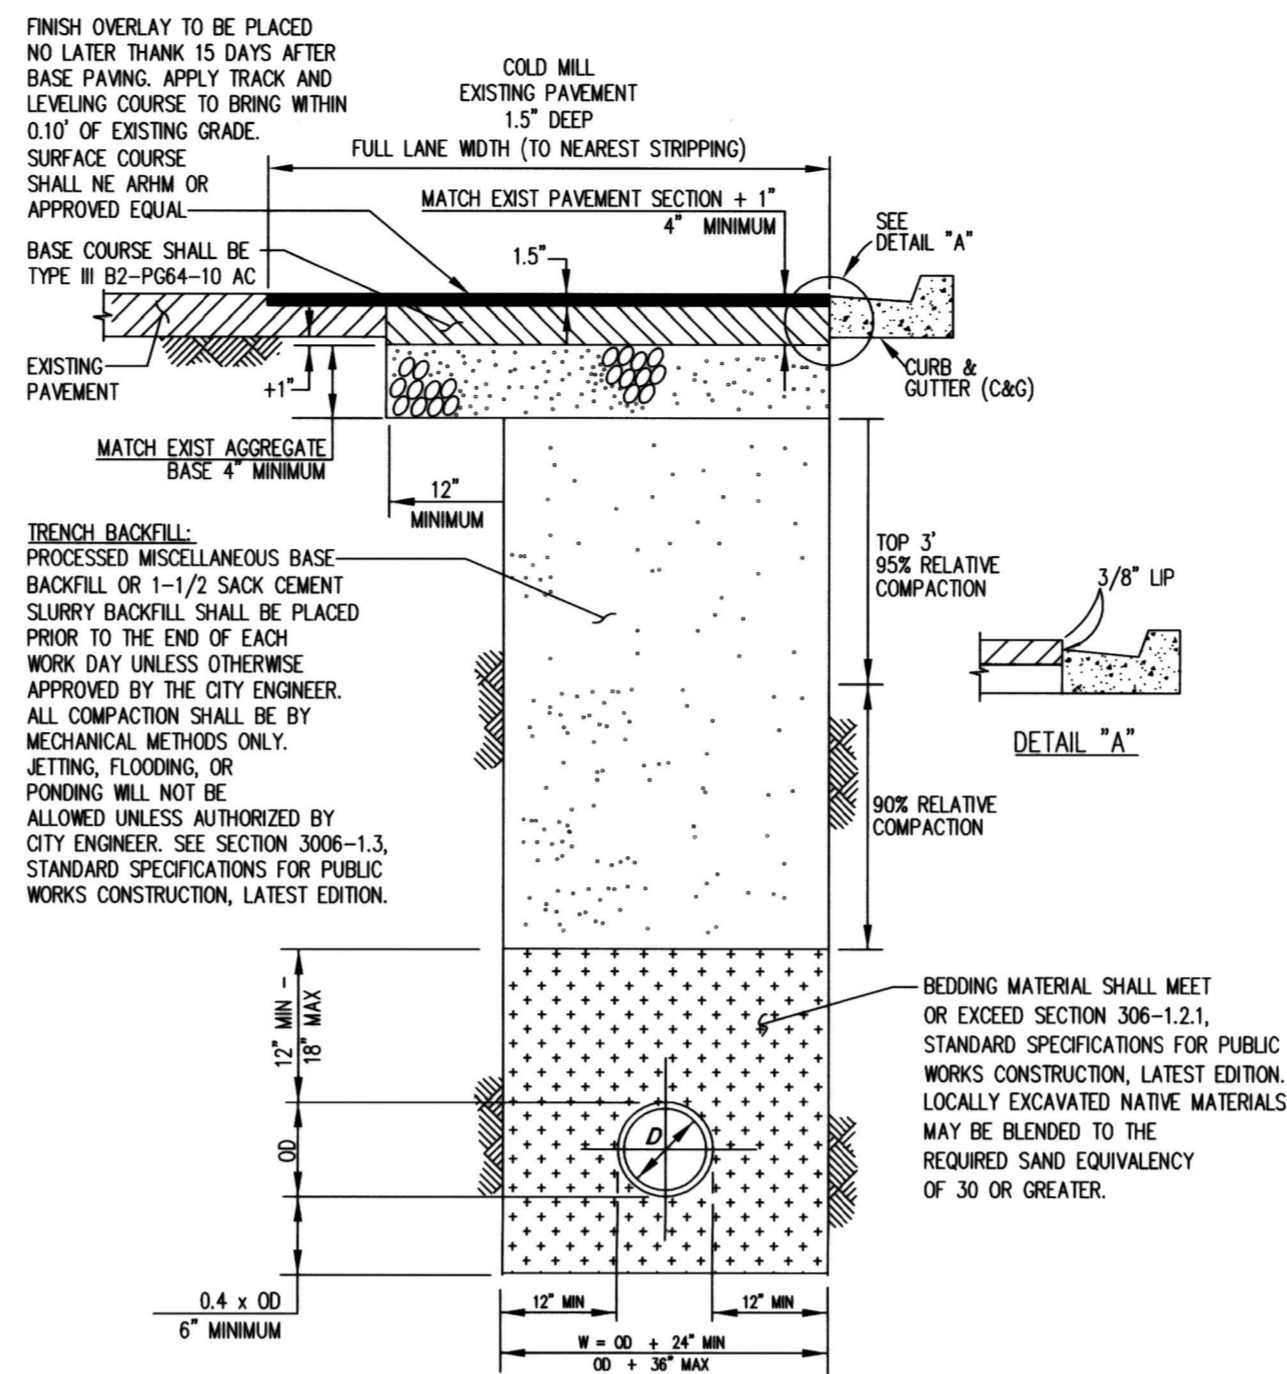 FINISH OVERLAY TO BE PLACED
NO LATER THANK 15 DAYS AFTER
BASE PAVING. APPLY TRACK AND
LEVELING COURSE TO BRING WITHIN
0.10' OF EXISTING GRADE.
SURFACE COURSE
SHALL NE ARHM OR
APPROVED EQUAL
COLD MILL
EXISTING PAVEMENT
1.5" DEEP
FULL LANE WIDTH (TO NEAREST STRIPPING)
MATCH EXIST PAVEMENT SECTION + 1"
4" MINIMUM
SEE
DETAIL "A"
BASE COURSE SHALL BE
TYPE III B2-PG64-10 AC
1.5"
EXISTING
PAVEMENT
+1"
CURB &
GUTTER (C&G)
MATCH EXIST AGGREGATE
BASE 4" MINIMUM
12"
MINIMUM
TRENCH BACKFILL:
PROCESSED MISCELLANEOUS BASE
BACKFILL OR 1-1/2 SACK CEMENT
SLURRY BACKFILL SHALL BE PLACED
PRIOR TO THE END OF EACH
WORK DAY UNLESS OTHERWISE
APPROVED BY THE CITY ENGINEER.
ALL COMPACTION SHALL BE BY
MECHANICAL METHODS ONLY.
JETTING, FLOODING, OR
PONDING WILL NOT BE
ALLOWED UNLESS AUTHORIZED BY
CITY ENGINEER. SEE SECTION 3006-1.3,
STANDARD SPECIFICATIONS FOR PUBLIC
WORKS CONSTRUCTION, LATEST EDITION.
TOP 3'
95% RELATIVE
COMPACTION
3/8" LIP
DETAIL "A"
90% RELATIVE
COMPACTION
12" MIN -
18" MAX
OD
D
BEDDING MATERIAL SHALL MEET
OR EXCEED SECTION 306-1.2.1,
STANDARD SPECIFICATIONS FOR PUBLIC
WORKS CONSTRUCTION, LATEST EDITION.
LOCALLY EXCAVATED NATIVE MATERIALS
MAY BE BLENDED TO THE
REQUIRED SAND EQUIVALENCY
OF 30 OR GREATER.
0.4 x OD
6" MINIMUM
12" MIN
12" MIN
W = OD + 24" MIN
OD + 36" MAX